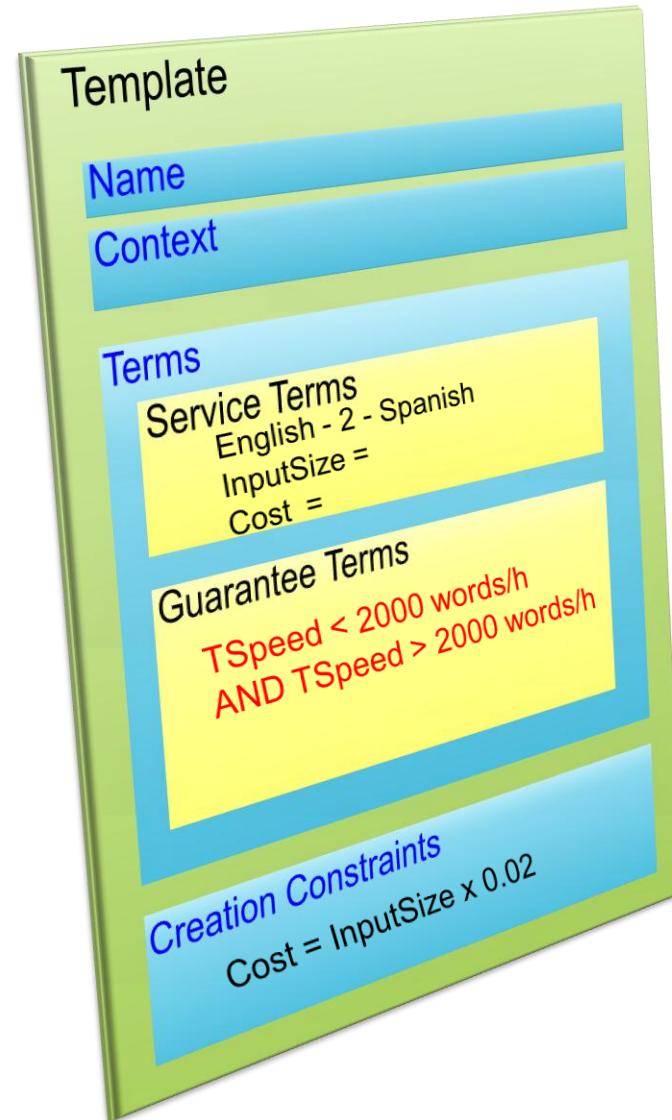 Template
Name
Context
Terms
Service Terms
English - 2 - Spanish
InputSize =
Cost =
Guarantee Terms
TSpeed < 2000 words/h
AND TSpeed > 2000 words/h
Creation Constraints
Cost = InputSize x 0.02